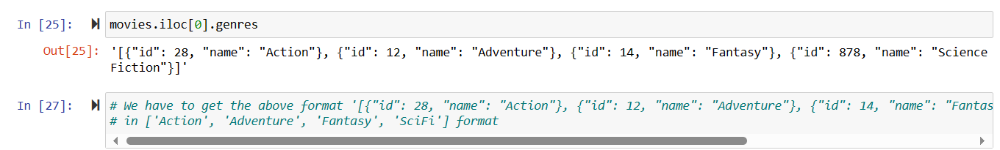 In [25]: movies.iloc[0].genres
Out[25]: '[{"id": 28, "name": "Action"}, {"id": 12, "name": "Adventure"}, {"id": 14, "name": "Fantasy"}, {"id": 878, "name": "Science
Fiction"}]'
In [27]: # We have to get the above format '[{"id": 28, "name": "Action"}, {"id": 12, "name": "Adventure"}, {"id": 14, "name": "Fantas
# in ['Action', 'Adventure', 'Fantasy', 'SciFi'] format